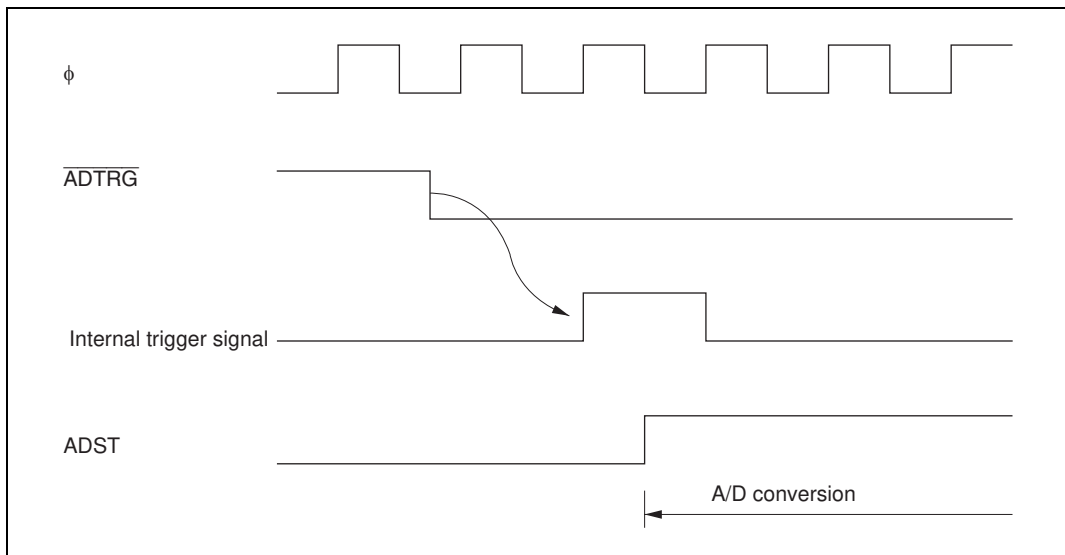 ϕ
ADTRG
Internal trigger signal
ADST
A/D conversion